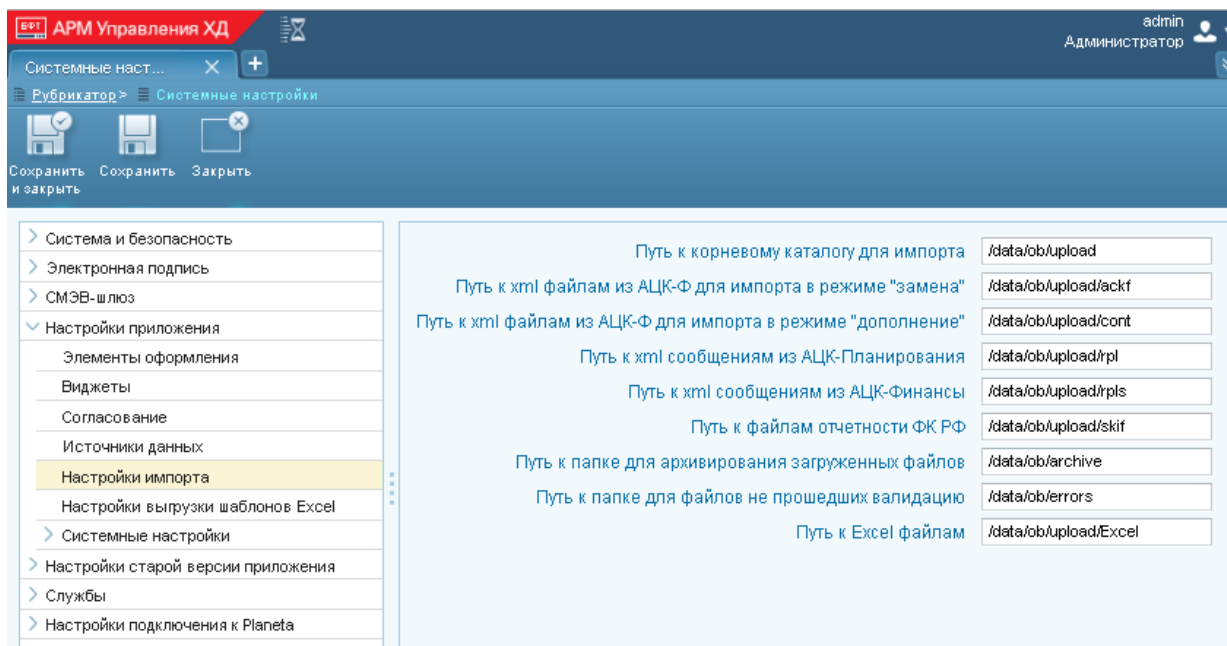 БФТ АРМ Управления ХД
admin
Администратор
Системные наст...
Рубрикатор> Системные настройки
Сохранить и закрыть
Сохранить
Закрыть
Система и безопасность
Электронная подпись
СМЭВ-шлюз
Настройки приложения
Элементы оформления
Виджеты
Согласование
Источники данных
Настройки импорта
Настройки выгрузки шаблонов Excel
Системные настройки
Настройки старой версии приложения
Службы
Настройки подключения к Planeta
Путь к корневому каталогу для импорта /data/ob/upload
Путь к xml файлам из АЦК-Ф для импорта в режиме "замена" /data/ob/upload/ackf
Путь к xml файлам из АЦК-Ф для импорта в режиме "дополнение" /data/ob/upload/cont
Путь к xml сообщениям из АЦК-Планирования /data/ob/upload/rpl
Путь к xml сообщениям из АЦК-Финансы /data/ob/upload/rpls
Путь к файлам отчетности ФК РФ /data/ob/upload/skif
Путь к папке для архивирования загруженных файлов /data/ob/archive
Путь к папке для файлов не прошедших валидацию /data/ob/errors
Путь к Excel файлам /data/ob/upload/Excel